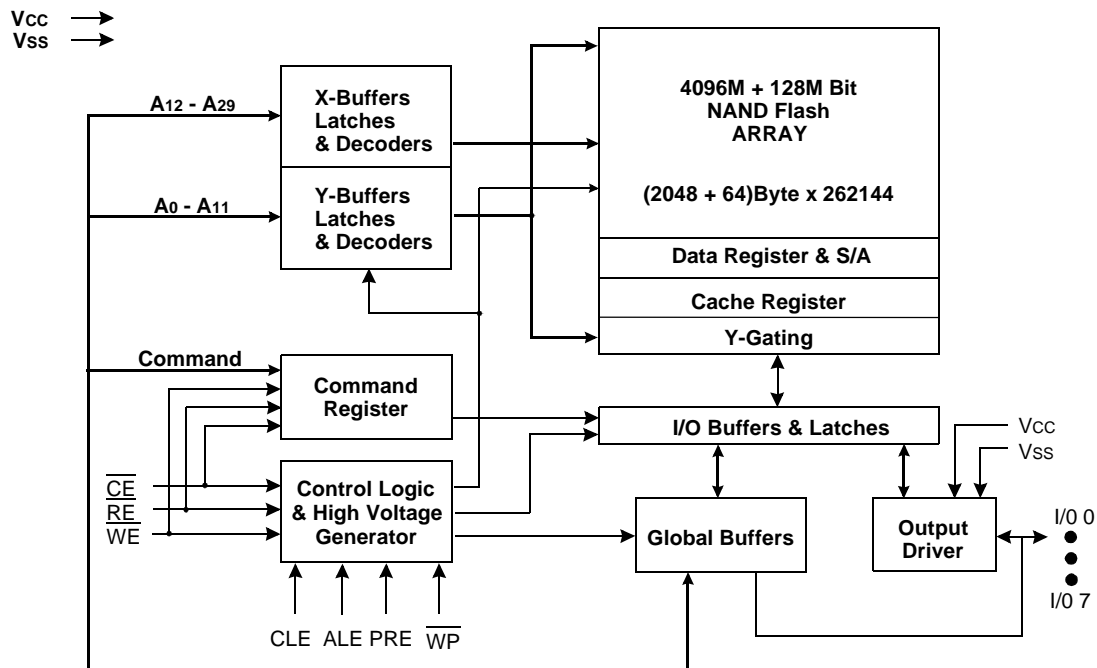 VCC
VSS
A12 - A29
X-Buffers
Latches
& Decoders
A0 - A11
Y-Buffers
Latches
& Decoders
4096M + 128M Bit
NAND Flash
ARRAY
(2048 + 64)Byte x 262144
Data Register & S/A
Cache Register
Y-Gating
Command
Command
Register
I/O Buffers & Latches
VCC
VSS
CE
RE
WE
Control Logic
& High Voltage
Generator
Global Buffers
Output
Driver
I/0 0
I/0 7
CLE ALE PRE WP